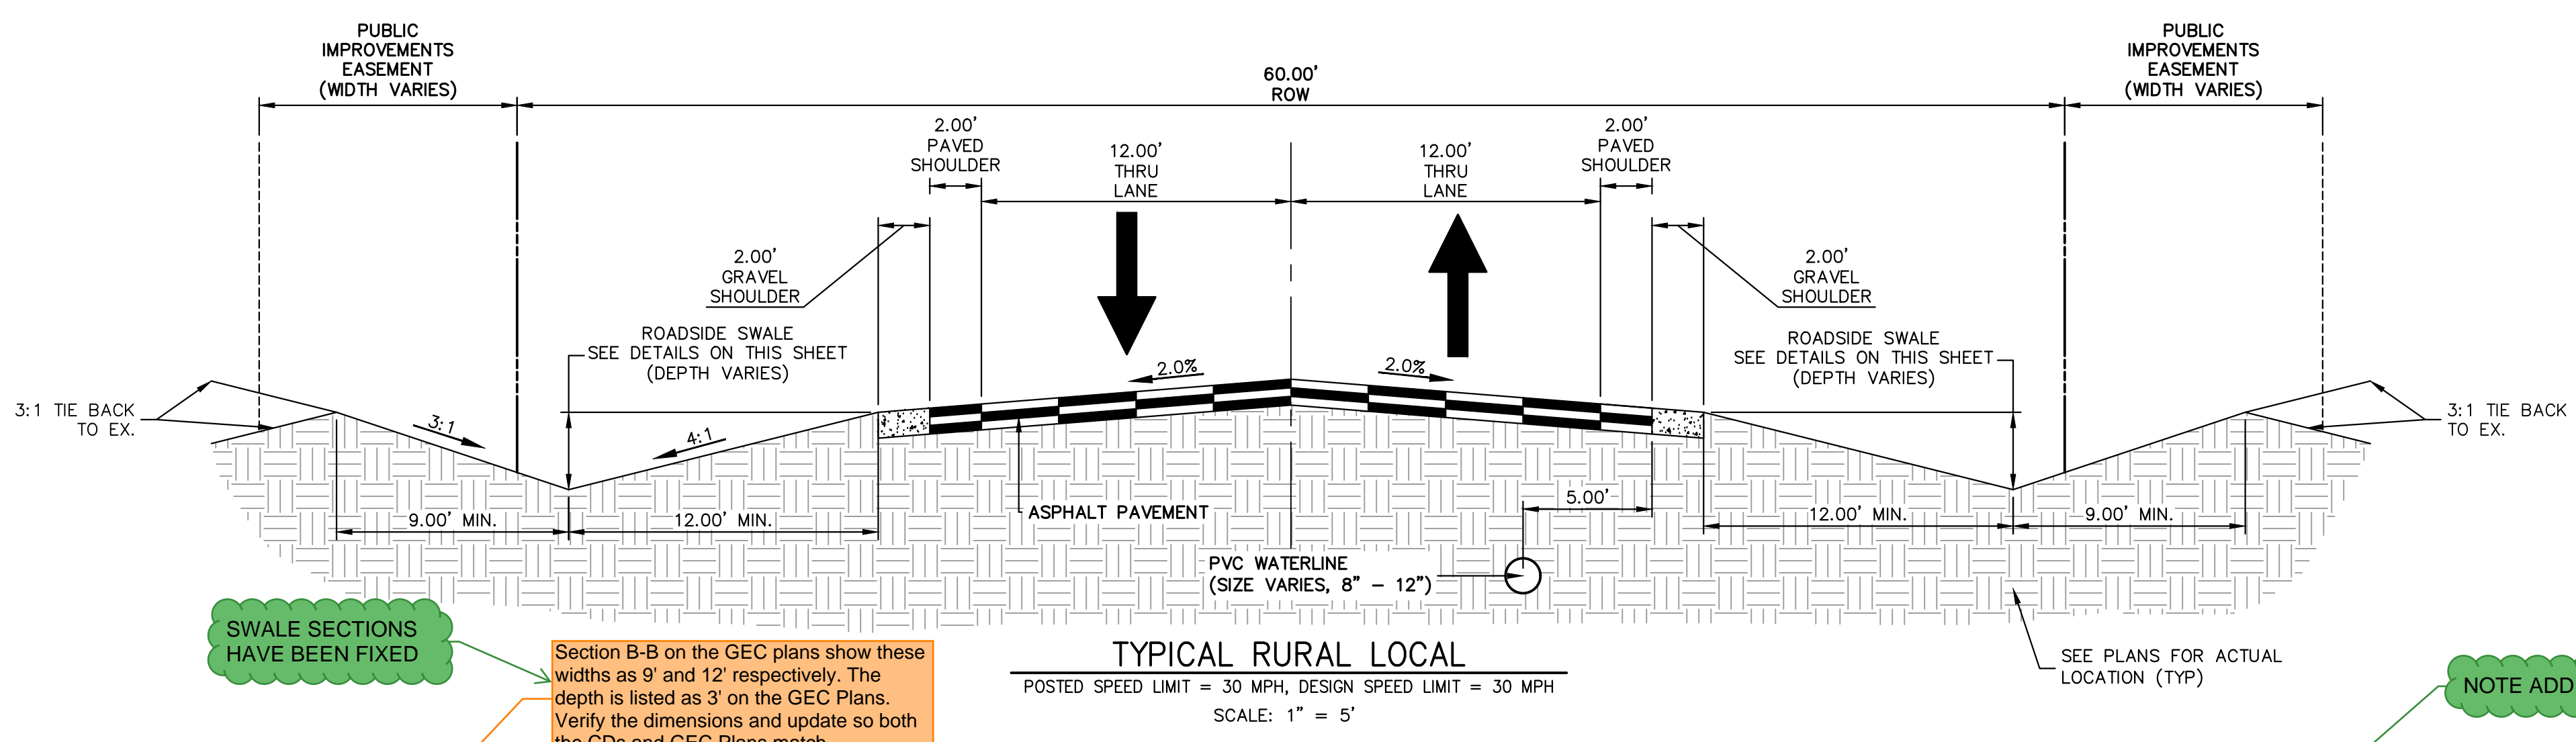 PUBLIC
IMPROVEMENTS
EASEMENT
(WIDTH VARIES)
60.00'
ROW
PUBLIC
IMPROVEMENTS
EASEMENT
(WIDTH VARIES)
2.00'
PAVED
SHOULDER
12.00'
THRU
LANE
12.00'
THRU
LANE
2.00'
PAVED
SHOULDER
2.00'
GRAVEL
SHOULDER
2.00'
GRAVEL
SHOULDER
ROADSIDE SWALE
SEE DETAILS ON THIS SHEET
(DEPTH VARIES)
ROADSIDE SWALE
SEE DETAILS ON THIS SHEET
(DEPTH VARIES)
2.0%
2.0%
3:1 TIE BACK
TO EX.
3:1
4:1
3:1 TIE BACK
TO EX.
9.00' MIN.
12.00' MIN.
ASPHALT PAVEMENT
5.00'
12.00' MIN.
9.00' MIN.
PVC WATERLINE
(SIZE VARIES, 8" - 12")
SWALE SECTIONS
HAVE BEEN FIXED
Section B-B on the GEC plans show these
widths as 9' and 12' respectively. The
depth is listed as 3' on the GEC Plans.
Verify the dimensions and update so both
the CDs and GEC Plans match
TYPICAL RURAL LOCAL
POSTED SPEED LIMIT = 30 MPH, DESIGN SPEED LIMIT = 30 MPH
SCALE: 1" = 5'
SEE PLANS FOR ACTUAL
LOCATION (TYP)
NOTE ADD